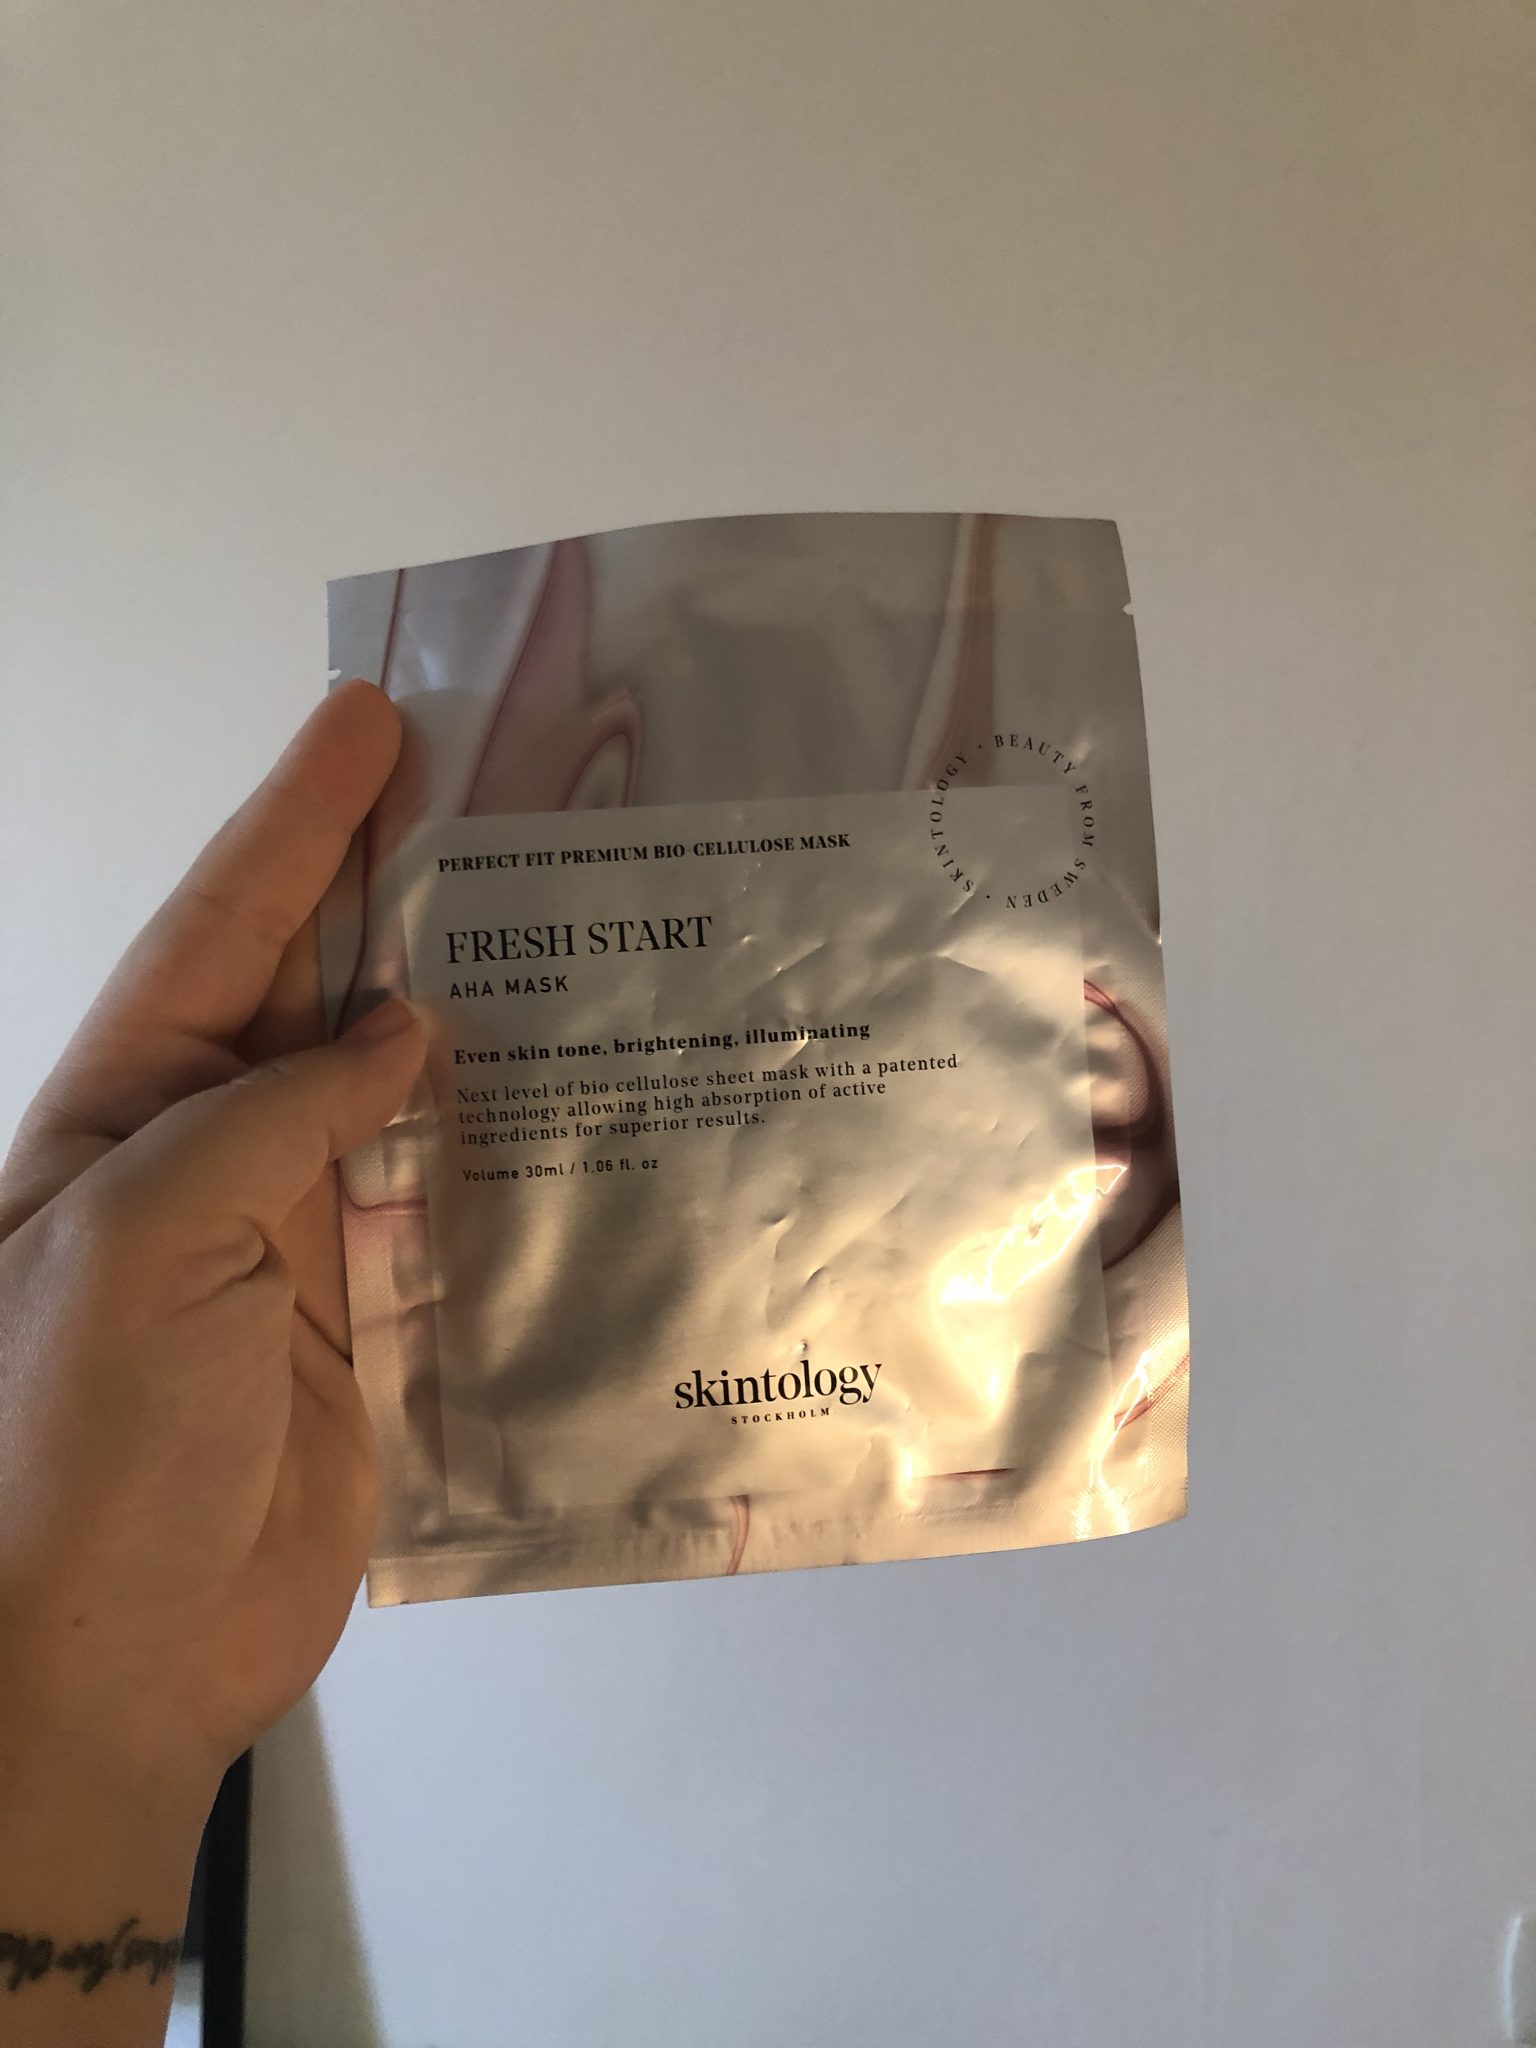 SKINTOLOGY · BEAUTY FROM SWEDEN ·
PERFECT FIT PREMIUM BIO-CELLULOSE MASK
FRESH START
AHA MASK
Even skin tone, brightening, illuminating
Next level of bio cellulose sheet mask with a patented
technology allowing high absorption of active
ingredients for superior results.
Volume 30ml / 1.06 fl. oz
skintology
STOCKHOLM